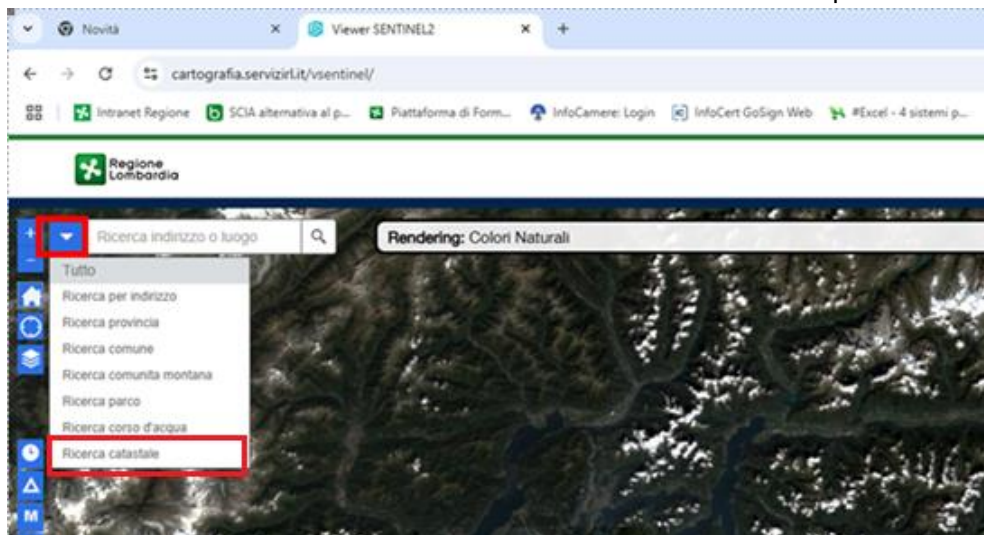 Novità
Viewer SENTINEL2
cartografia.servizirl.it/vsentinel/
Intranet Regione
SCIA alternativa al p...
Piattaforma di Form...
InfoCamere: Login
InfoCert GoSign Web
#Excel - 4 sistemi p...
Regione
Lombardia
Ricerca indirizzo o luogo
Rendering: Colori Naturali
Tutto
Ricerca per indirizzo
Ricerca provincia
Ricerca comune
Ricerca comunita montana
Ricerca parco
Ricerca corso d'acqua
Ricerca catastale
M